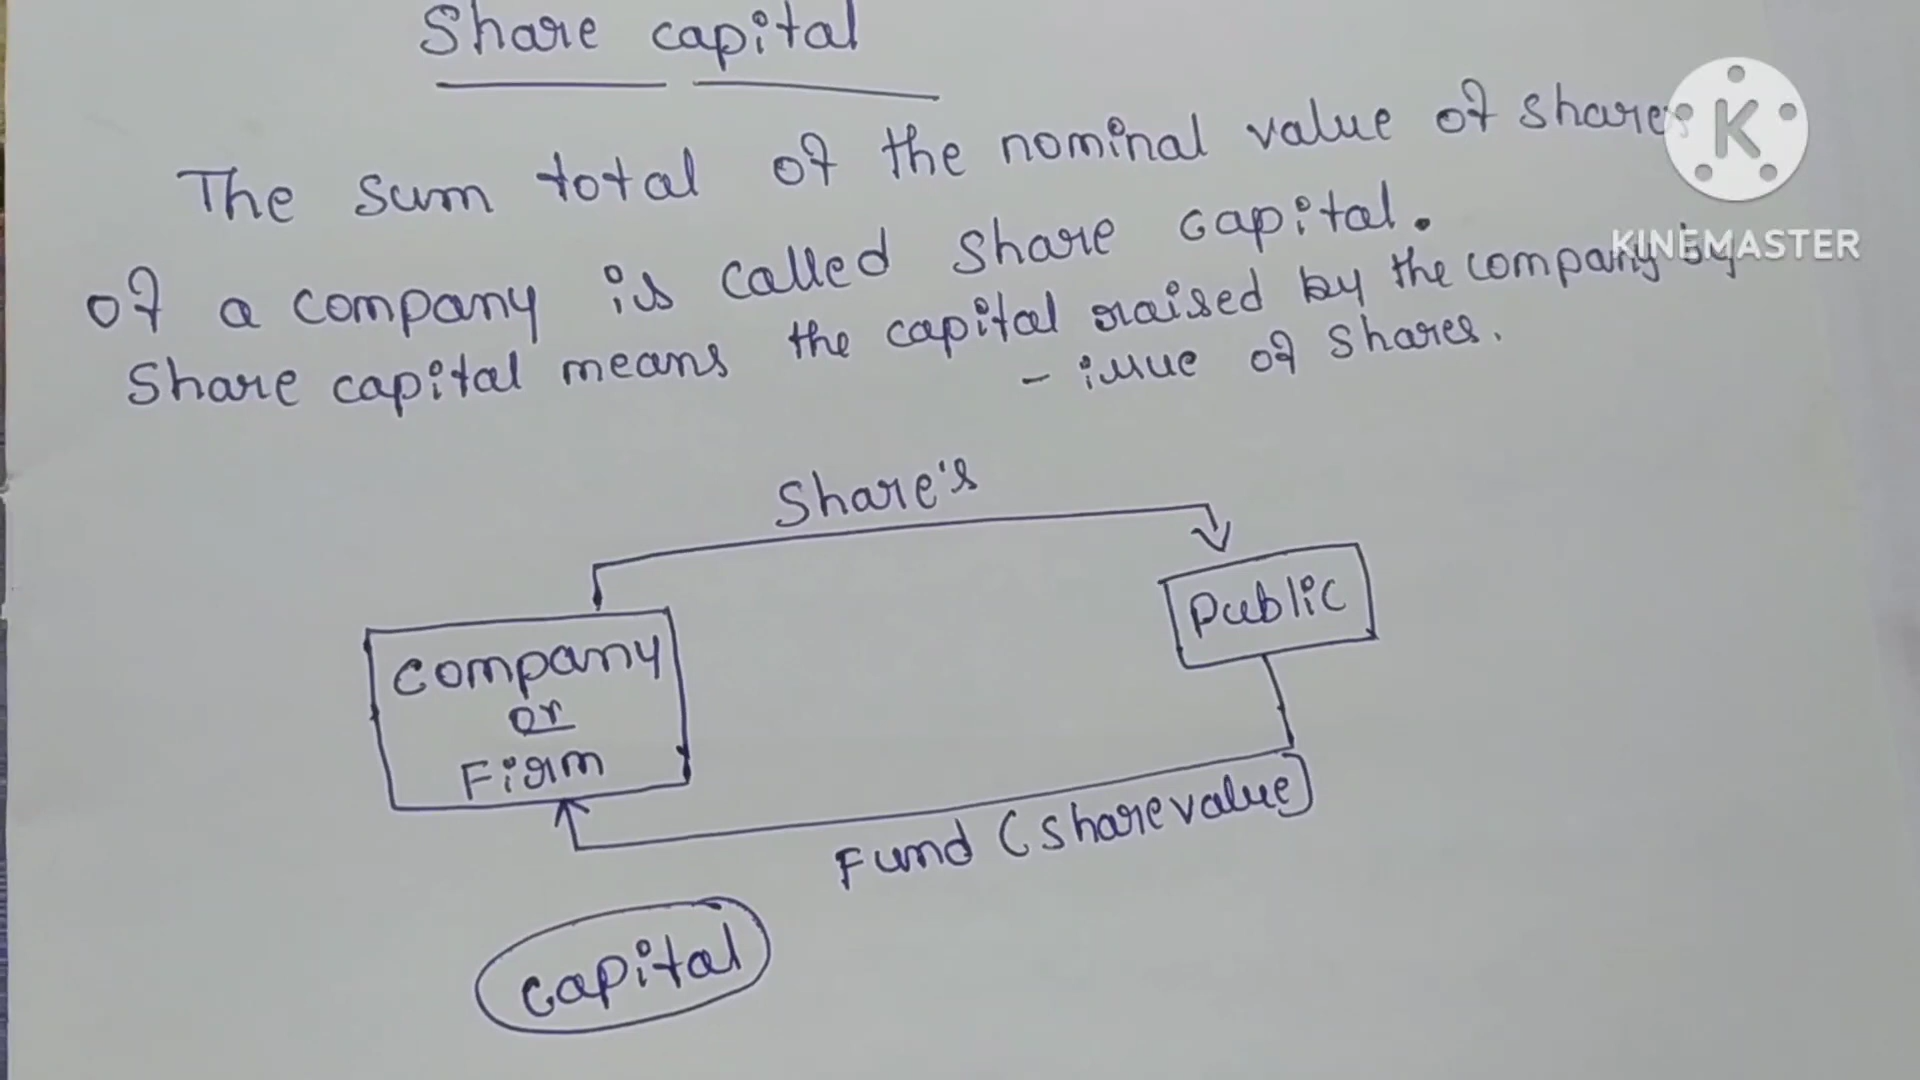 Share capital
The sum total of the nominal value of shares
of a company is called share capital.
Share capital means the capital raised by the company by
- issue of shares.
Share's
Public
Company
or
Firm
Fund (share value)
capital
K
KINEMASTER